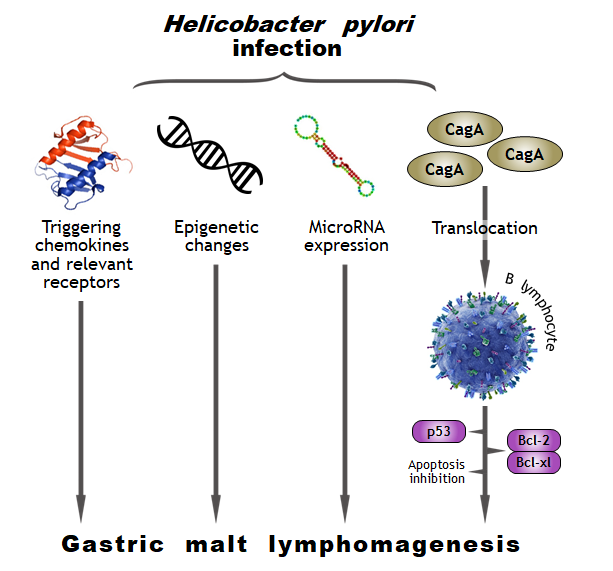 Helicobacter pylori
infection
CagA
CagA
CagA
Triggering
chemokines
and relevant
receptors
Epigenetic
changes
MicroRNA
expression
Translocation
B lymphocyte
p53
Bcl-2
Bcl-xl
Apoptosis
inhibition
Gastric malt lymphomagenesis